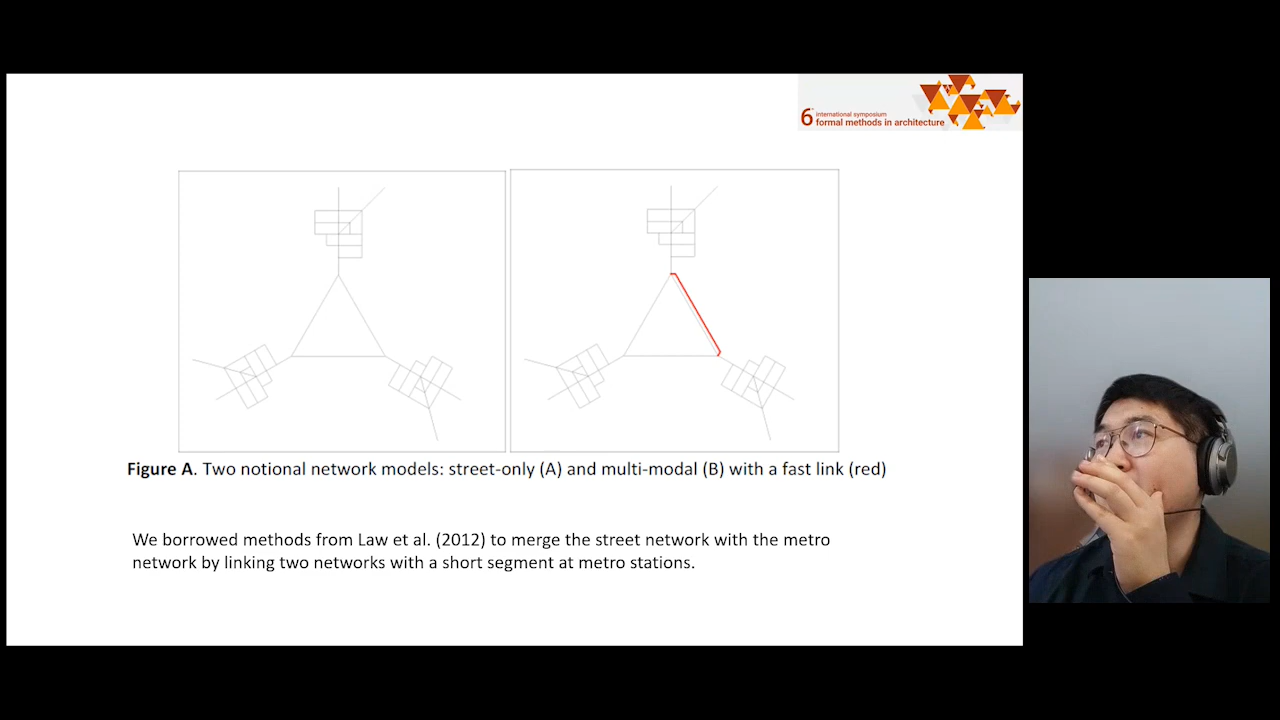 6th international symposium
formal methods in architecture
Figure A. Two notional network models: street-only (A) and multi-modal (B) with a fast link (red)
We borrowed methods from Law et al. (2012) to merge the street network with the metro
network by linking two networks with a short segment at metro stations.